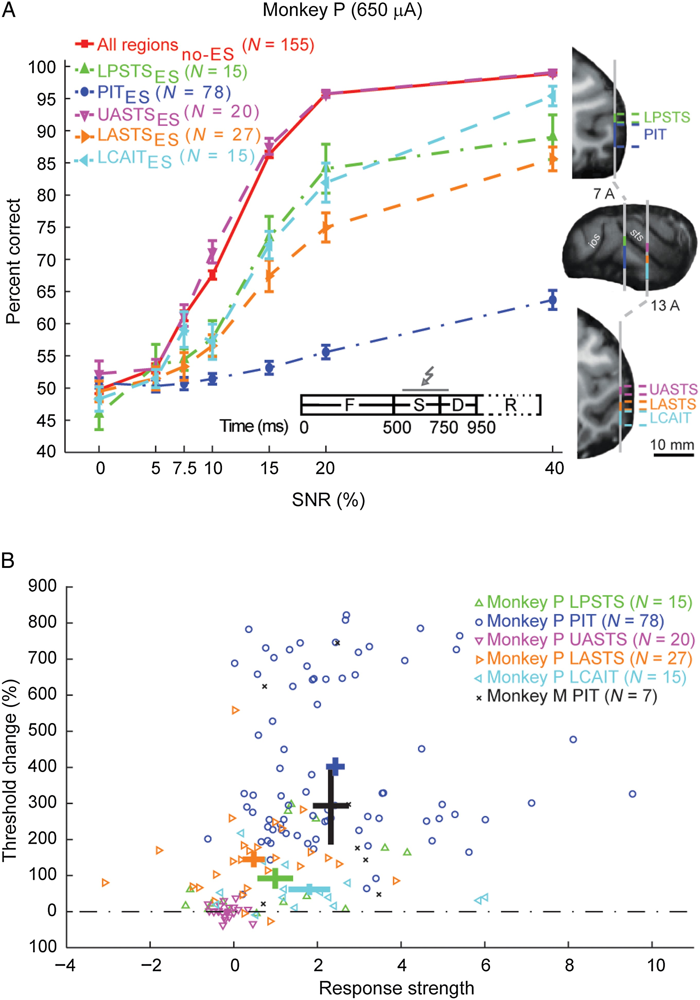 A
Monkey P (650 μA)
All regions no-ES (N = 155)
LPSTS ES (N = 15)
PIT ES (N = 78)
UASTS ES (N = 20)
LASTS ES (N = 27)
LCAIT ES (N = 15)
100
95
90
85
80
75
70
65
60
55
50
45
40
Percent correct
F S D R
Time (ms) 0 500 750 950
0 5 7.5 10 15 20 40
SNR (%)
LPSTS
PIT
7 A
ios
sts
13 A
UASTS
LASTS
LCAIT
10 mm
B
900
800
700
600
500
400
300
200
100
0
100
Threshold change (%)
Monkey P LPSTS (N = 15)
Monkey P PIT (N = 78)
Monkey P UASTS (N = 20)
Monkey P LASTS (N = 27)
Monkey P LCAIT (N = 15)
Monkey M PIT (N = 7)
−4 −2 0 2 4 6 8 10
Response strength